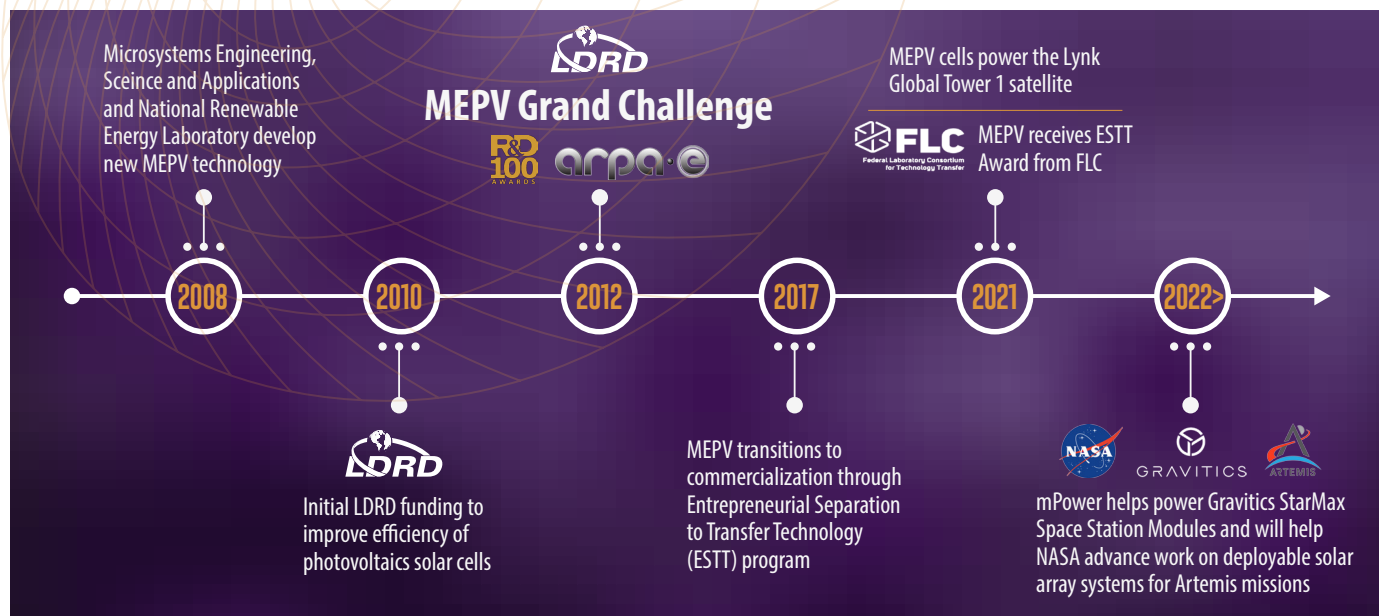 Microsystems Engineering,
Sceince and Applications
and National Renewable
Energy Laboratory develop
new MEPV technology
2008
LDRD
Initial LDRD funding to
improve efficiency of
photovoltaics solar cells
2010
LDRD
MEPV Grand Challenge
R&D
100
AWARDS
arpa·e
2012
MEPV transitions to
commercialization through
Entrepreneurial Separation
to Transfer Technology
(ESTT) program
2017
MEPV cells power the Lynk
Global Tower 1 satellite
FLC
Federal Laboratory Consortium
for Technology Transfer
MEPV receives ESTT
Award from FLC
2021
2022>
NASA
GRAVITICS
ARTEMIS
mPower helps power Gravitics StarMax
Space Station Modules and will help
NASA advance work on deployable solar
array systems for Artemis missions